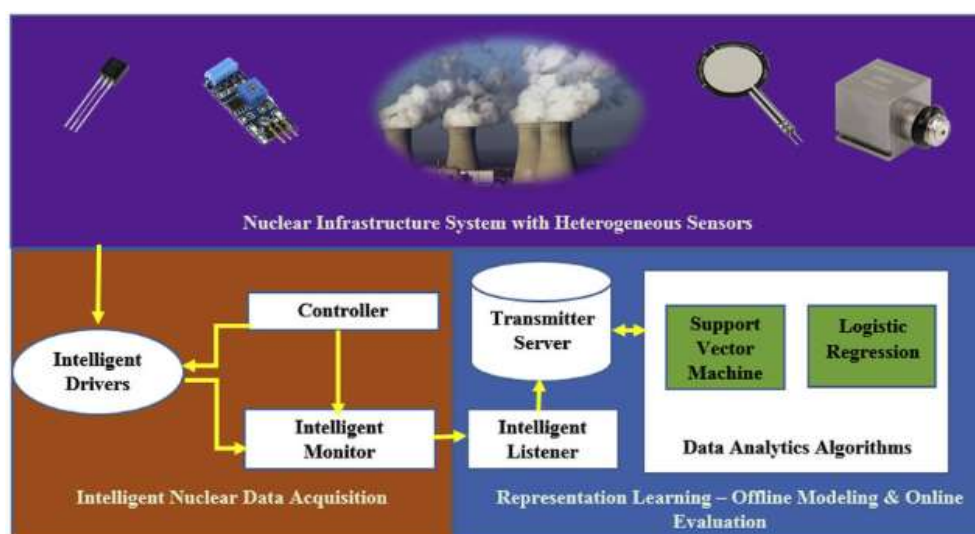 Nuclear Infrastructure System with Heterogeneous Sensors
Controller
Intelligent
Drivers
Intelligent
Monitor
Intelligent Nuclear Data Acquisition
Transmitter
Server
Intelligent
Listener
Support
Vector
Machine
Logistic
Regression
Data Analytics Algorithms
Representation Learning – Offline Modeling & Online
Evaluation